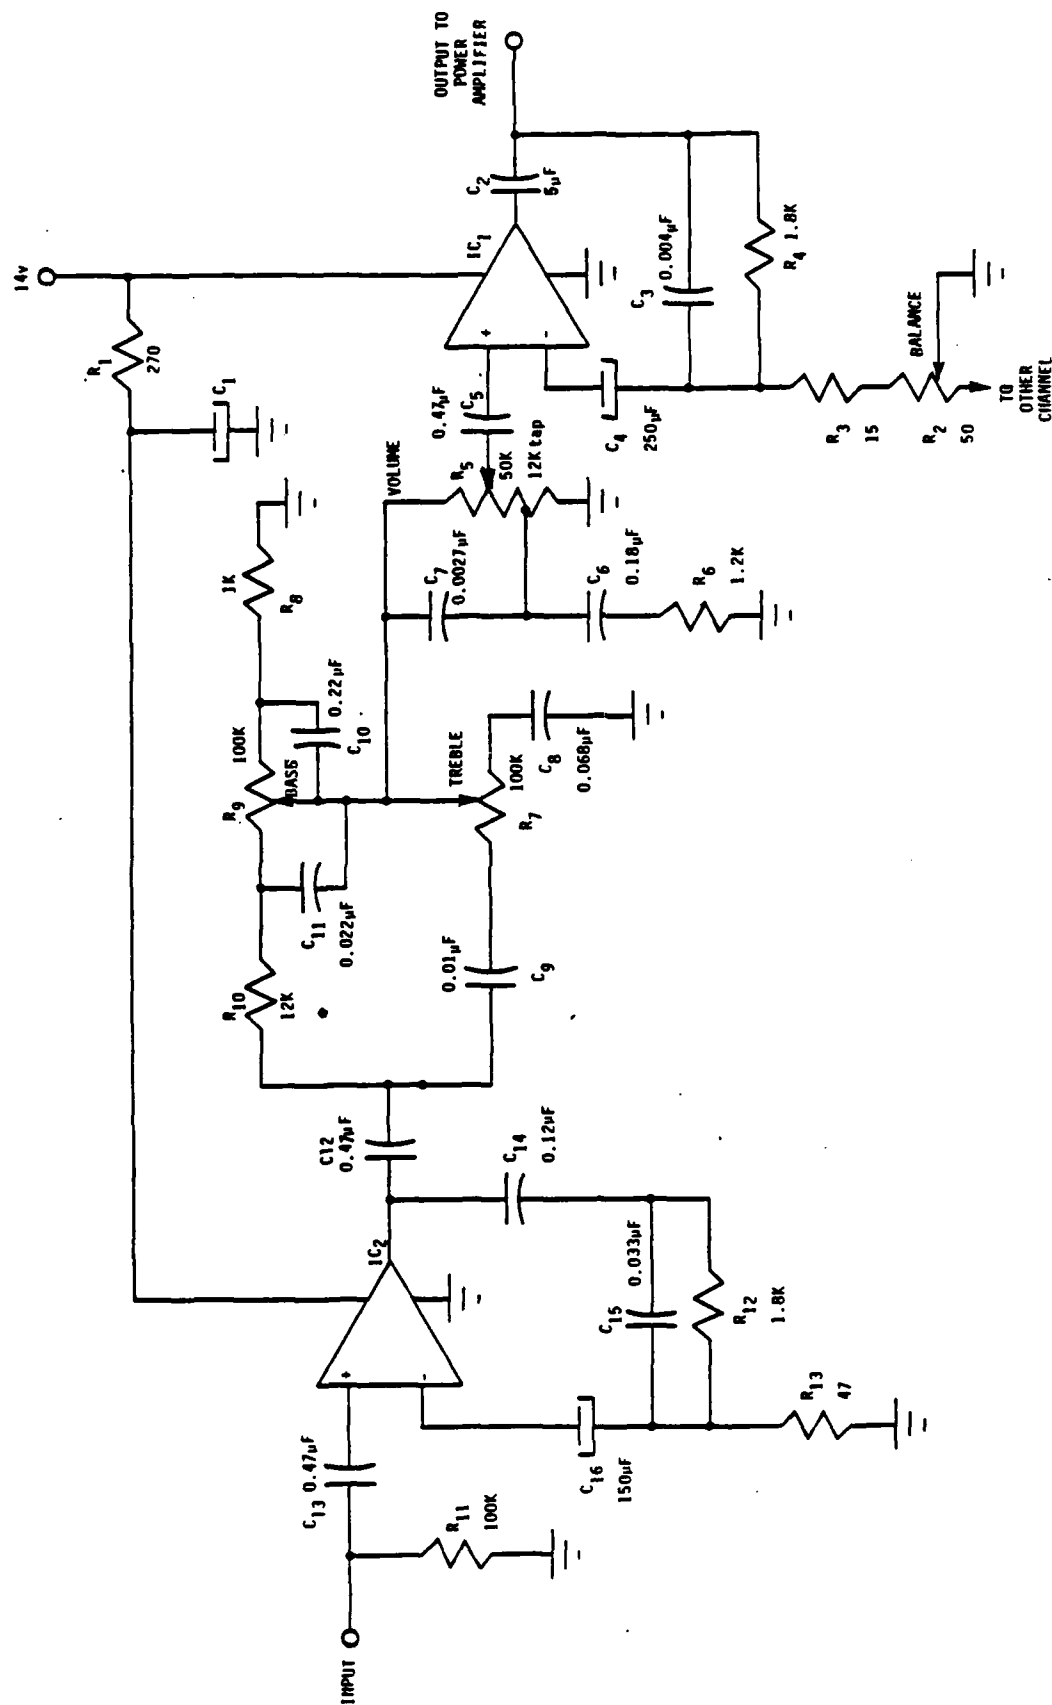 INPUT
C13 0.47µF
R11
100K
+
-
IC2
C16
150µF
C15
0.033µF
R12
1.8K
R13
47
C14
0.12µF
C12
0.47µF
R10
12K
C11
0.022µF
R9
100K
BASS
C10
0.22µF
1K
R8
0.01µF
C9
TREBLE
100K
R7
C8
0.068µF
R1
270
C1
14v
VOLUME
C7
0.0027µF
C6
0.18µF
R6
1.2K
R5
50K
12K tap
0.47µF
C5
+
-
IC1
C4
250µF
C2
5µF
OUTPUT TO
POWER
AMPLIFIER
C3
0.004µF
R4
1.8K
R3
15
R2
50
BALANCE
TO
OTHER
CHANNEL